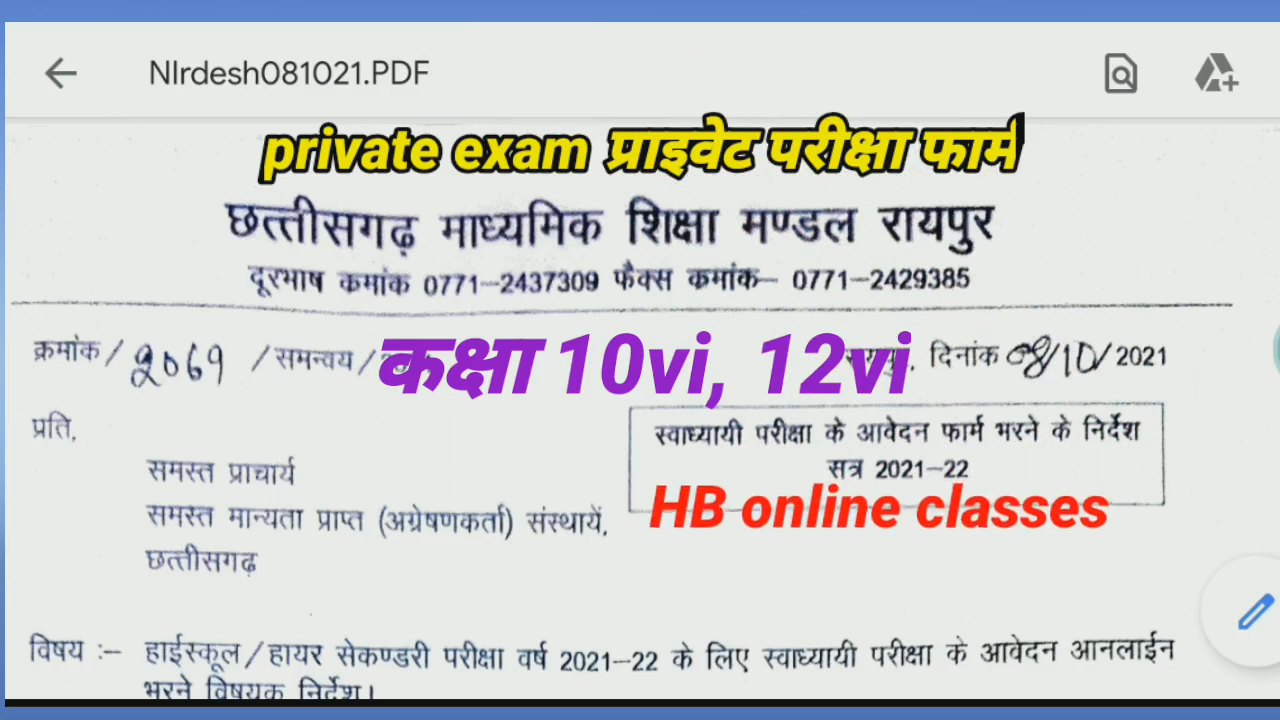 NIrdesh081021.PDF
private exam प्राइवेट परीक्षा फार्म
छत्तीसगढ़ माध्यमिक शिक्षा मण्डल रायपुर
दूरभाष कमांक 0771–2437309 फैक्स कमांक– 0771–2429385
कक्षा 10vi, 12vi
क्रमांक / 2069 / समन्वय / दिनांक 08/10/ 2021
प्रति,
स्वाध्यायी परीक्षा के आवेदन फार्म भरने के निर्देश
सत्र 2021–22
HB online classes
समस्त प्राचार्य
समस्त मान्यता प्राप्त (अग्रेषणकर्ता) संस्थायें,
छत्तीसगढ़
विषय :– हाईस्कूल / हायर सेकण्डरी परीक्षा वर्ष 2021–22 के लिए स्वाध्यायी परीक्षा के आवेदन आनलाईन
भरने विषयक निर्देश।